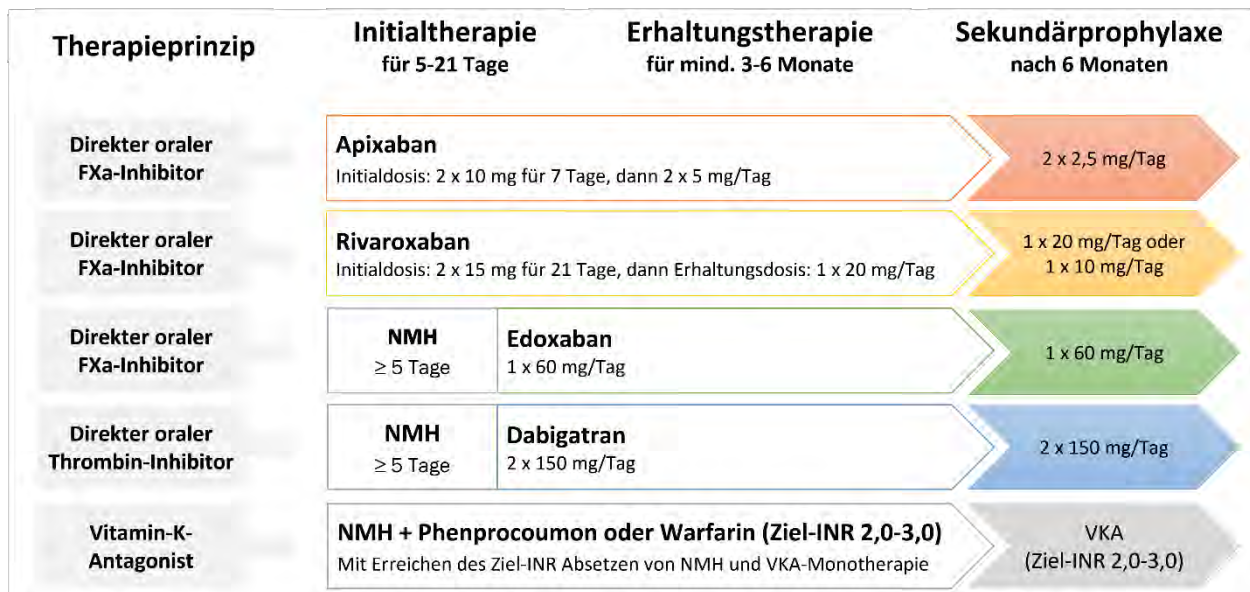 Therapieprinzip
Initialtherapie
für 5-21 Tage
Erhaltungstherapie
für mind. 3-6 Monate
Sekundärprophylaxe
nach 6 Monaten
Direkter oraler
FXa-Inhibitor
Apixaban
Initialdosis: 2 x 10 mg für 7 Tage, dann 2 x 5 mg/Tag
2 x 2,5 mg/Tag
Direkter oraler
FXa-Inhibitor
Rivaroxaban
Initialdosis: 2 x 15 mg für 21 Tage, dann Erhaltungsdosis: 1 x 20 mg/Tag
1 x 20 mg/Tag oder
1 x 10 mg/Tag
Direkter oraler
FXa-Inhibitor
NMH
≥ 5 Tage
Edoxaban
1 x 60 mg/Tag
1 x 60 mg/Tag
Direkter oraler
Thrombin-Inhibitor
NMH
≥ 5 Tage
Dabigatran
2 x 150 mg/Tag
2 x 150 mg/Tag
Vitamin-K-
Antagonist
NMH + Phenprocoumon oder Warfarin (Ziel-INR 2,0-3,0)
Mit Erreichen des Ziel-INR Absetzen von NMH und VKA-Monotherapie
VKA
(Ziel-INR 2,0-3,0)